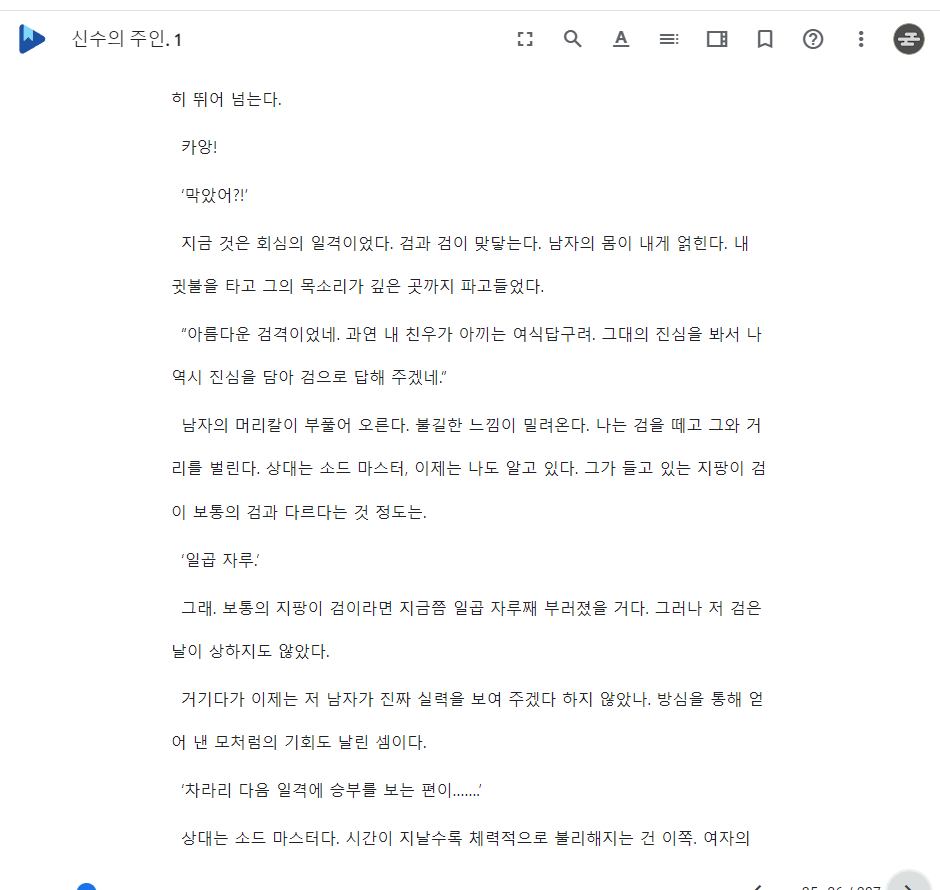 신수의 주인. 1
히 뛰어 넘는다.
카앙!
‘막았어?!’
지금 것은 회심의 일격이었다. 검과 검이 맞닿는다. 남자의 몸이 내게 얽힌다. 내
귓불을 타고 그의 목소리가 깊은 곳까지 파고들었다.
“아름다운 검격이었네. 과연 내 친우가 아끼는 여식답구려. 그대의 진심을 봐서 나
역시 진심을 담아 검으로 답해 주겠네.”
남자의 머리칼이 부풀어 오른다. 불길한 느낌이 밀려온다. 나는 검을 떼고 그와 거
리를 벌린다. 상대는 소드 마스터, 이제는 나도 알고 있다. 그가 들고 있는 지팡이 검
이 보통의 검과 다르다는 것 정도는.
‘일곱 자루.’
그래. 보통의 지팡이 검이라면 지금쯤 일곱 자루째 부러졌을 거다. 그러나 저 검은
날이 상하지도 않았다.
거기다가 이제는 저 남자가 진짜 실력을 보여 주겠다 하지 않았나. 방심을 통해 얻
어 낸 모처럼의 기회도 날린 셈이다.
‘차라리 다음 일격에 승부를 보는 편이…….’
상대는 소드 마스터다. 시간이 지날수록 체력적으로 불리해지는 건 이쪽. 여자의